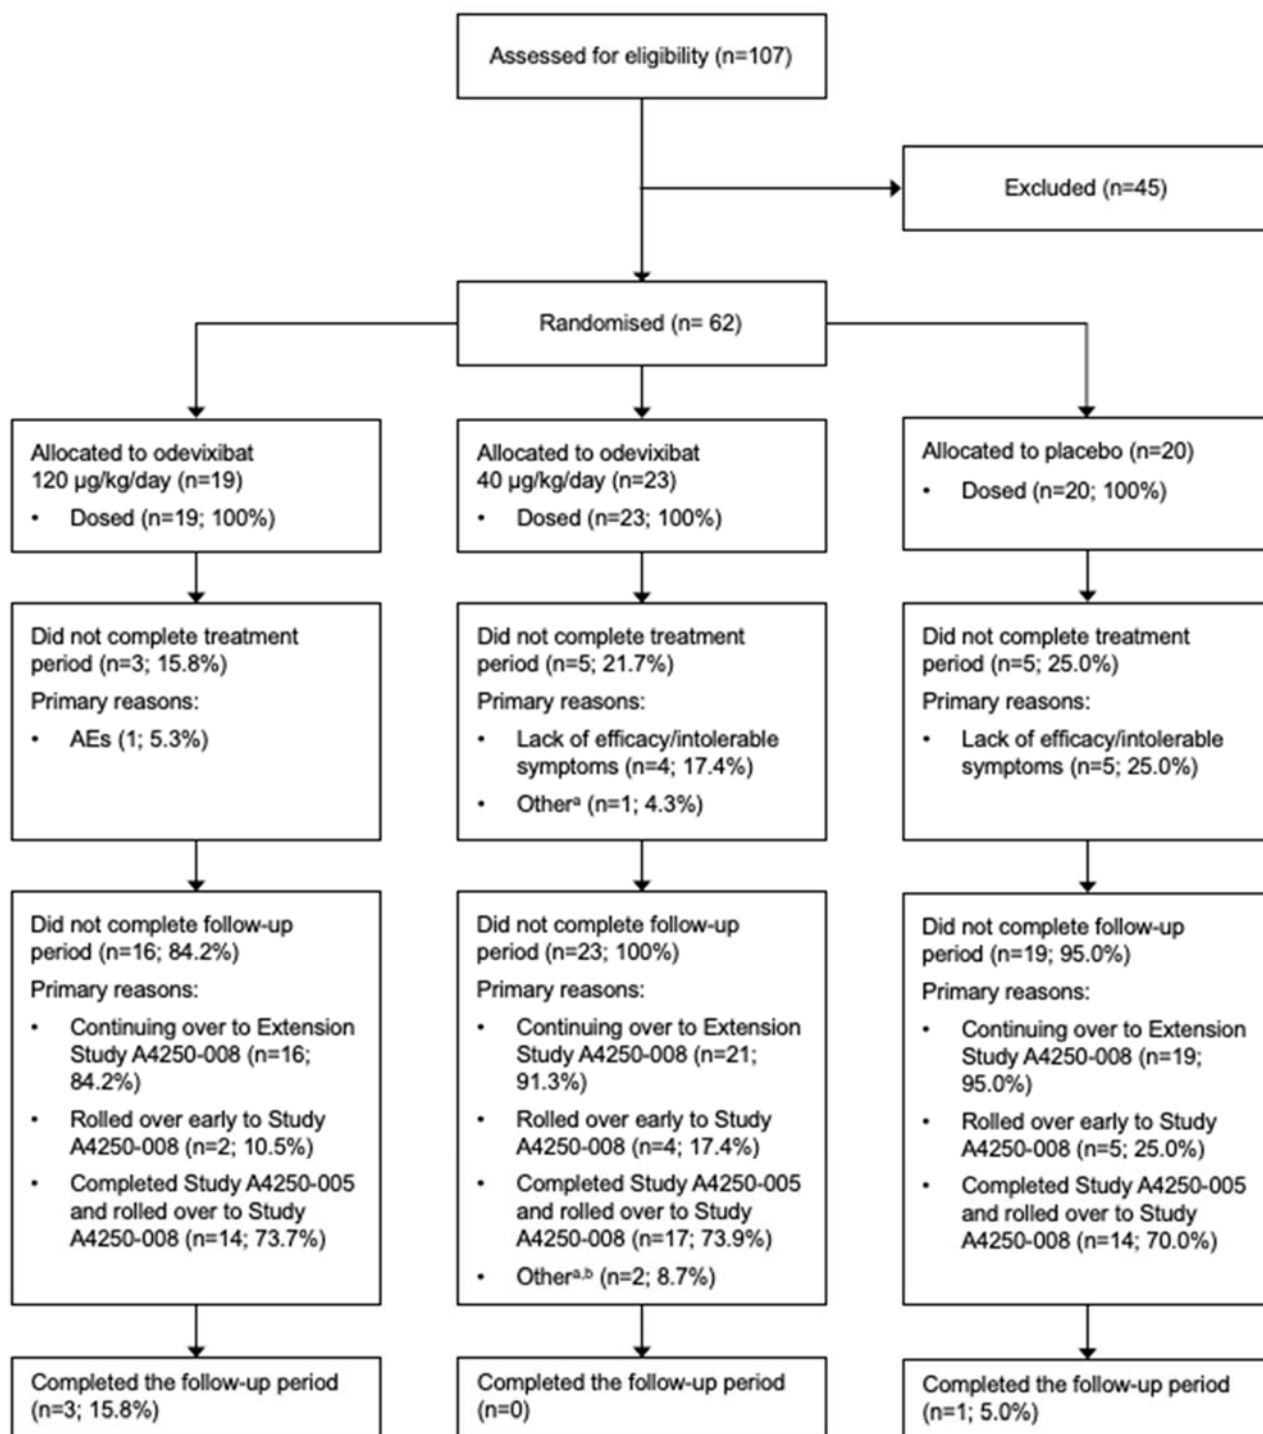 Assessed for eligibility (n=107)
Excluded (n=45)
Randomised (n= 62)
Allocated to odevixibat
120 µg/kg/day (n=19)
• Dosed (n=19; 100%)
Allocated to odevixibat
40 µg/kg/day (n=23)
• Dosed (n=23; 100%)
Allocated to placebo (n=20)
• Dosed (n=20; 100%)
Did not complete treatment
period (n=3; 15.8%)
Primary reasons:
• AEs (1; 5.3%)
Did not complete treatment
period (n=5; 21.7%)
Primary reasons:
• Lack of efficacy/intolerable
symptoms (n=4; 17.4%)
• Otherᵃ (n=1; 4.3%)
Did not complete treatment
period (n=5; 25.0%)
Primary reasons:
• Lack of efficacy/intolerable
symptoms (n=5; 25.0%)
Did not complete follow-up
period (n=16; 84.2%)
Primary reasons:
• Continuing over to Extension
Study A4250-008 (n=16;
84.2%)
• Rolled over early to Study
A4250-008 (n=2; 10.5%)
• Completed Study A4250-005
and rolled over to Study
A4250-008 (n=14; 73.7%)
Did not complete follow-up
period (n=23; 100%)
Primary reasons:
• Continuing over to Extension
Study A4250-008 (n=21;
91.3%)
• Rolled over early to Study
A4250-008 (n=4; 17.4%)
• Completed Study A4250-005
and rolled over to Study
A4250-008 (n=17; 73.9%)
• Otherᵃ,ᵇ (n=2; 8.7%)
Did not complete follow-up
period (n=19; 95.0%)
Primary reasons:
• Continuing over to Extension
Study A4250-008 (n=19;
95.0%)
• Rolled over early to Study
A4250-008 (n=5; 25.0%)
• Completed Study A4250-005
and rolled over to Study
A4250-008 (n=14; 70.0%)
Completed the follow-up period
(n=3; 15.8%)
Completed the follow-up period
(n=0)
Completed the follow-up period
(n=1; 5.0%)